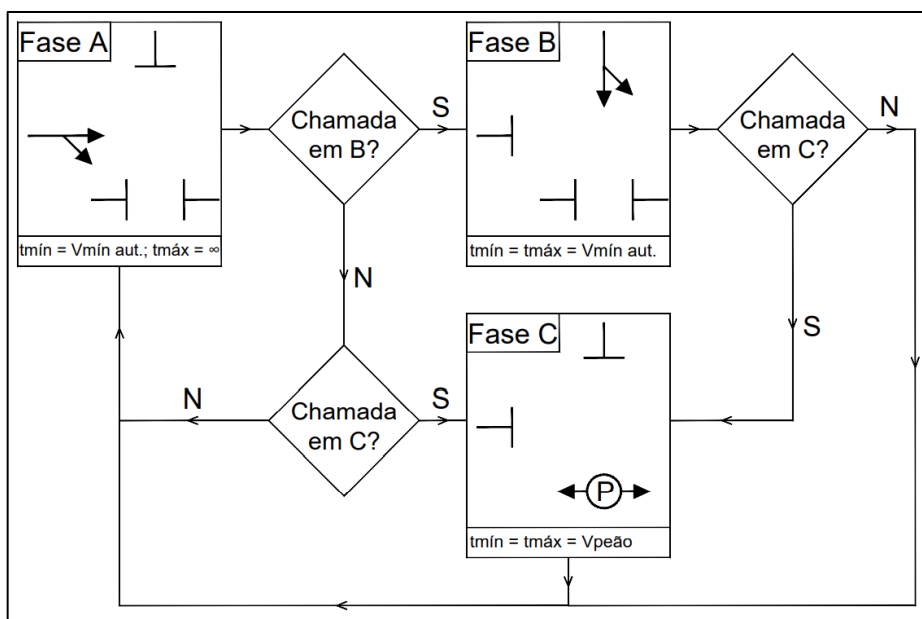 Fase A
Chamada
em B?
S
Fase B
Chamada
em C?
N
tmín = Vmín aut.; tmáx = ∞
tmín = tmáx = Vmín aut.
N
S
Fase C
N
Chamada
em C?
S
P
tmín = tmáx = Vpeão